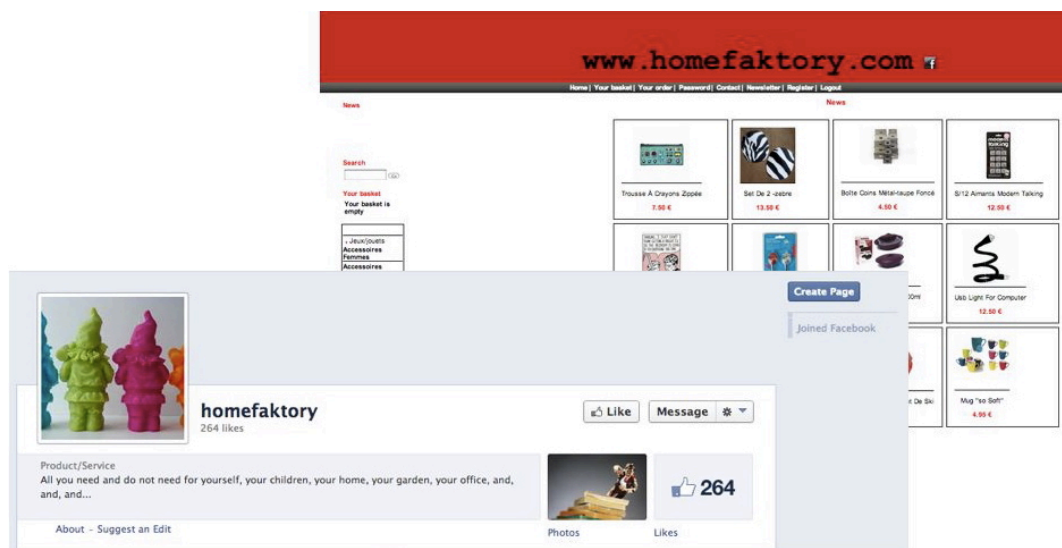 www.homefaktory.com
Home| Your basket| Your order| Password| Contact| Newsletter| Register| Logout
News
News
Search
Your basket
Your basket is
empty
. Jeux/jouets
Accessoires
Femmes
Accessoires
Trousse À Crayons Zippée
7.50 €
Set De 2 -zebre
13.50 €
Boîte Coins Métal-taupe Foncé
4.50 €
S/12 Aimants Modern Talking
12.50 €
Usb Light For Computer
12.50 €
t De Ski
Mug "so Soft"
4.95 €
Create Page
Joined Facebook
homefaktory
264 likes
Like
Message
Product/Service
All you need and do not need for yourself, your children, your home, your garden, your office, and,
and, and...
264
About - Suggest an Edit
Photos
Likes